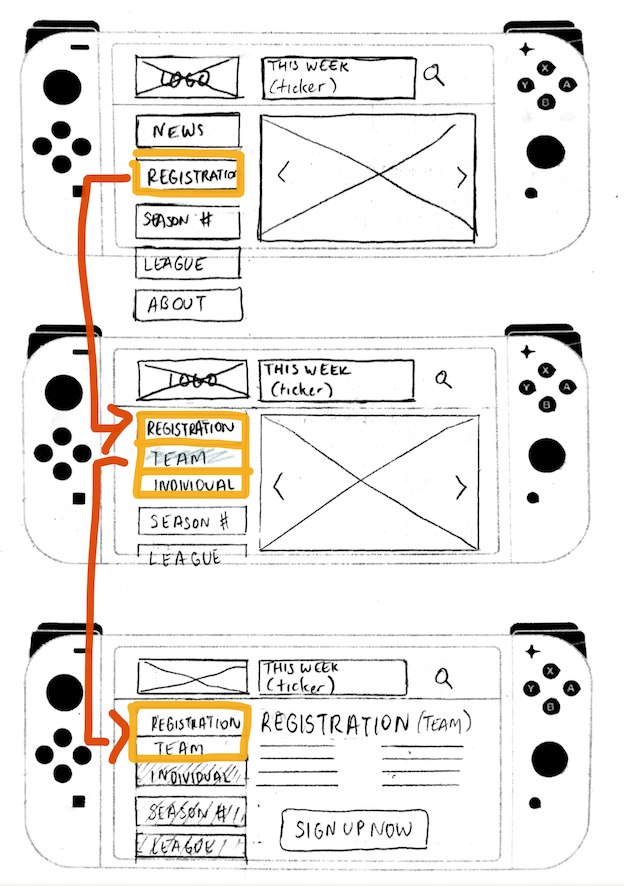 LOGO
THIS WEEK
(ticker)
NEWS
REGISTRATIO
SEASON #
LEAGUE
ABOUT
X
Y
A
B
LOGO
THIS WEEK
(ticker)
REGISTRATION
TEAM
INDIVIDUAL
SEASON #
LEAGUE
X
Y
A
B
THIS WEEK
(ticker)
REGISTRATION
TEAM
INDIVIDUAL
SEASON #
LEAGUE
REGISTRATION (TEAM)
SIGN UP NOW
X
Y
A
B